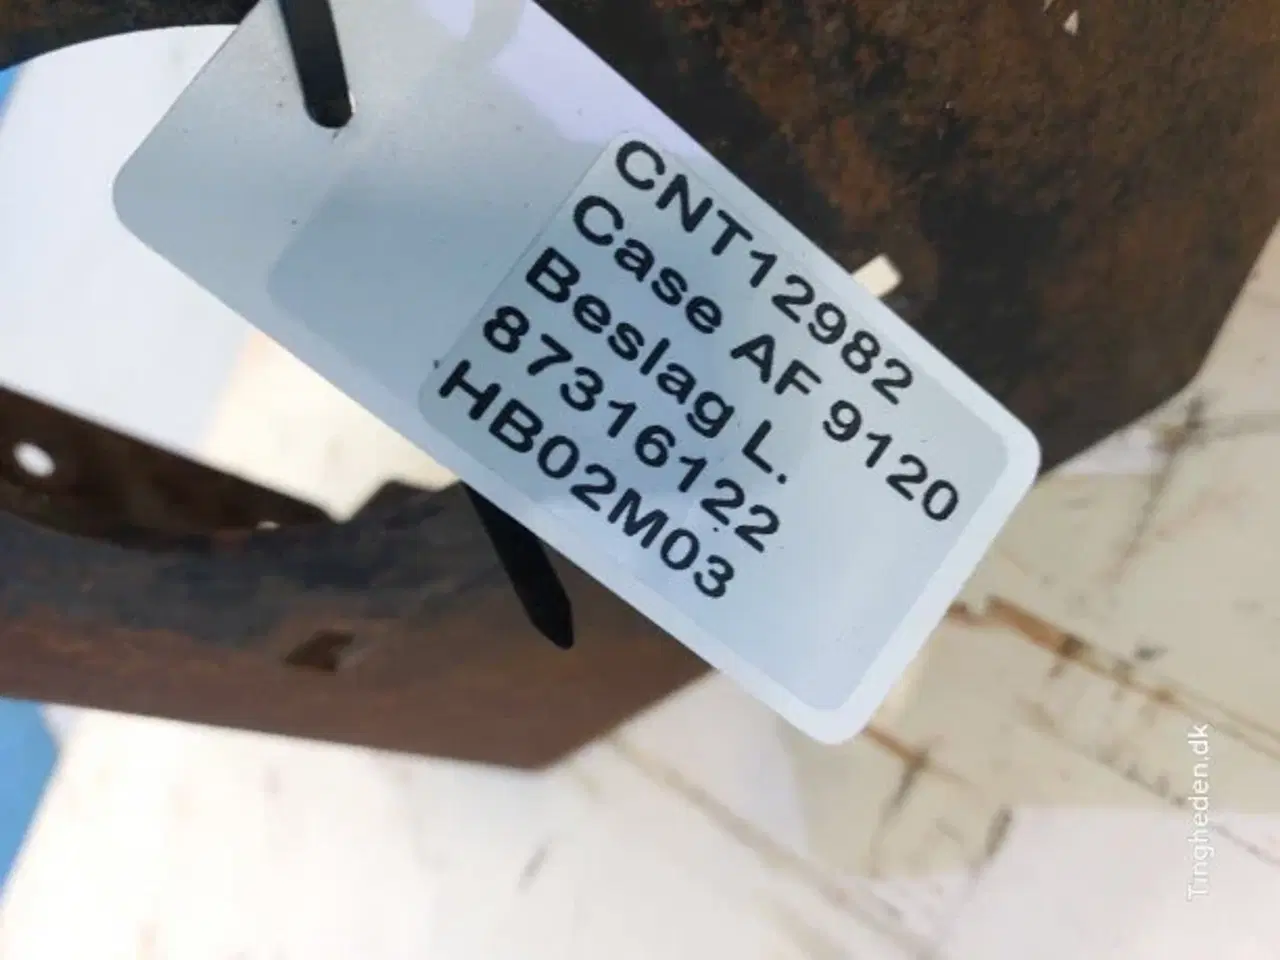 CNT12982
Case AF 9120
Beslag L.
87316122
HB02M03
Tingheden.dk